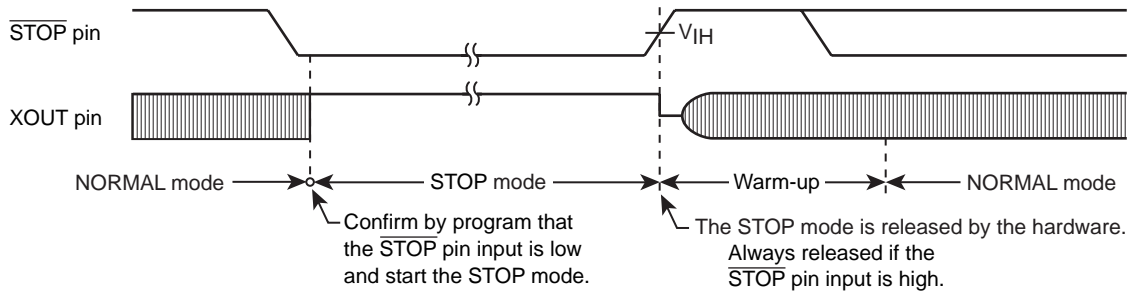 STOP pin
VIH
XOUT pin
NORMAL mode
STOP mode
Warm-up
NORMAL mode
Confirm by program that
the STOP pin input is low
and start the STOP mode.
The STOP mode is released by the hardware.
Always released if the
STOP pin input is high.